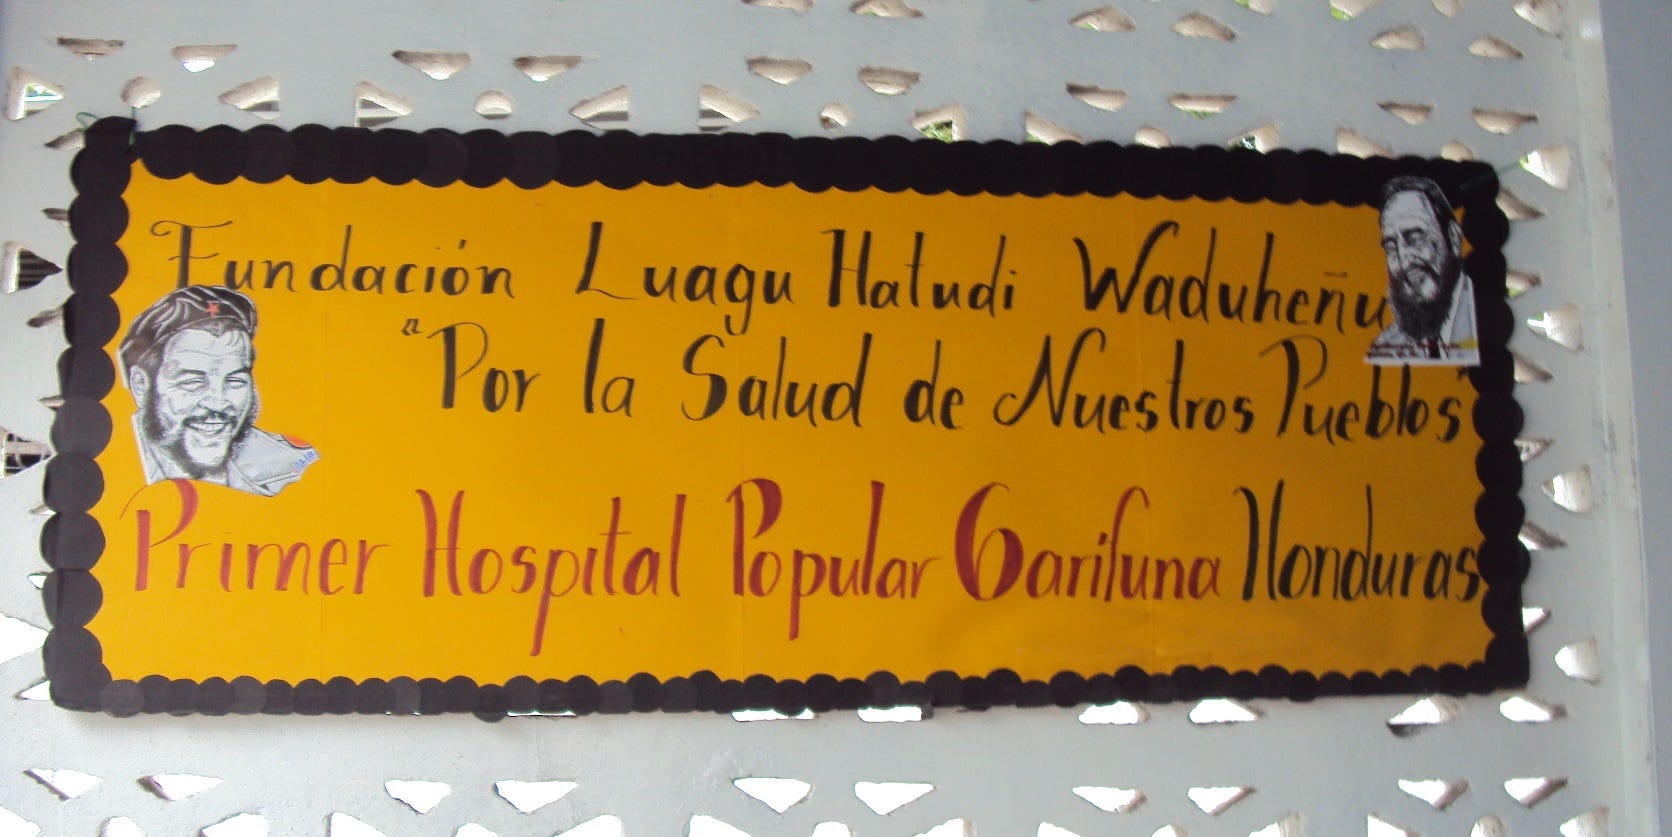 Fundación Luagu Hatudi Waduheñu
"Por la Salud de Nuestros Pueblos"
Primer Hospital Popular Garifuna Honduras